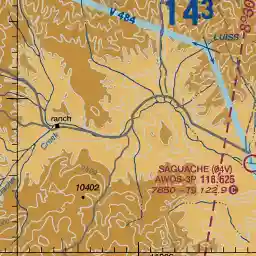 V 484
14³
LUISS
ranch
Creek
10402
SAGUACHE (04V)
AWOS-3P 118.625
7850 - 75 122.9 C